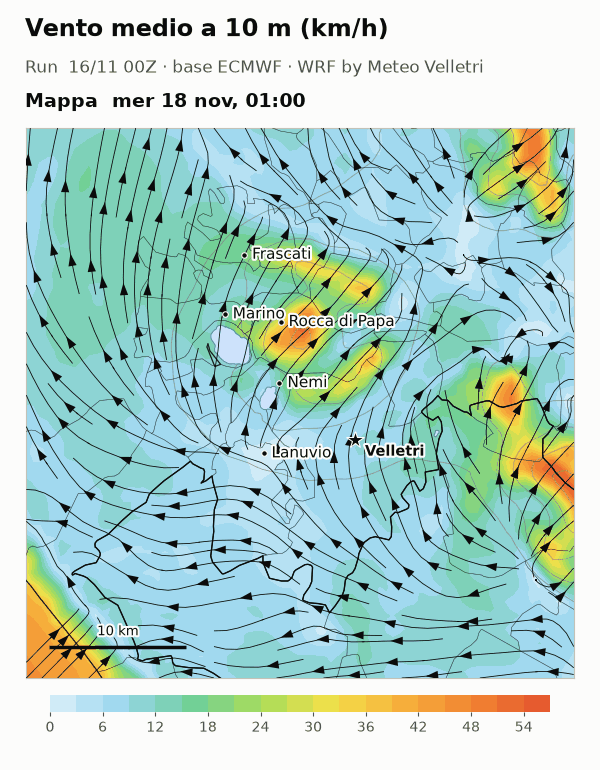 Vento medio a 10 m (km/h)
Run  16/11 00Z · base ECMWF · WRF by Meteo Velletri
Mappa  mer 18 nov, 01:00
Frascati
Marino
Rocca di Papa
Nemi
Velletri
Lanuvio
10 km
0 6 12 18 24 30 36 42 48 54